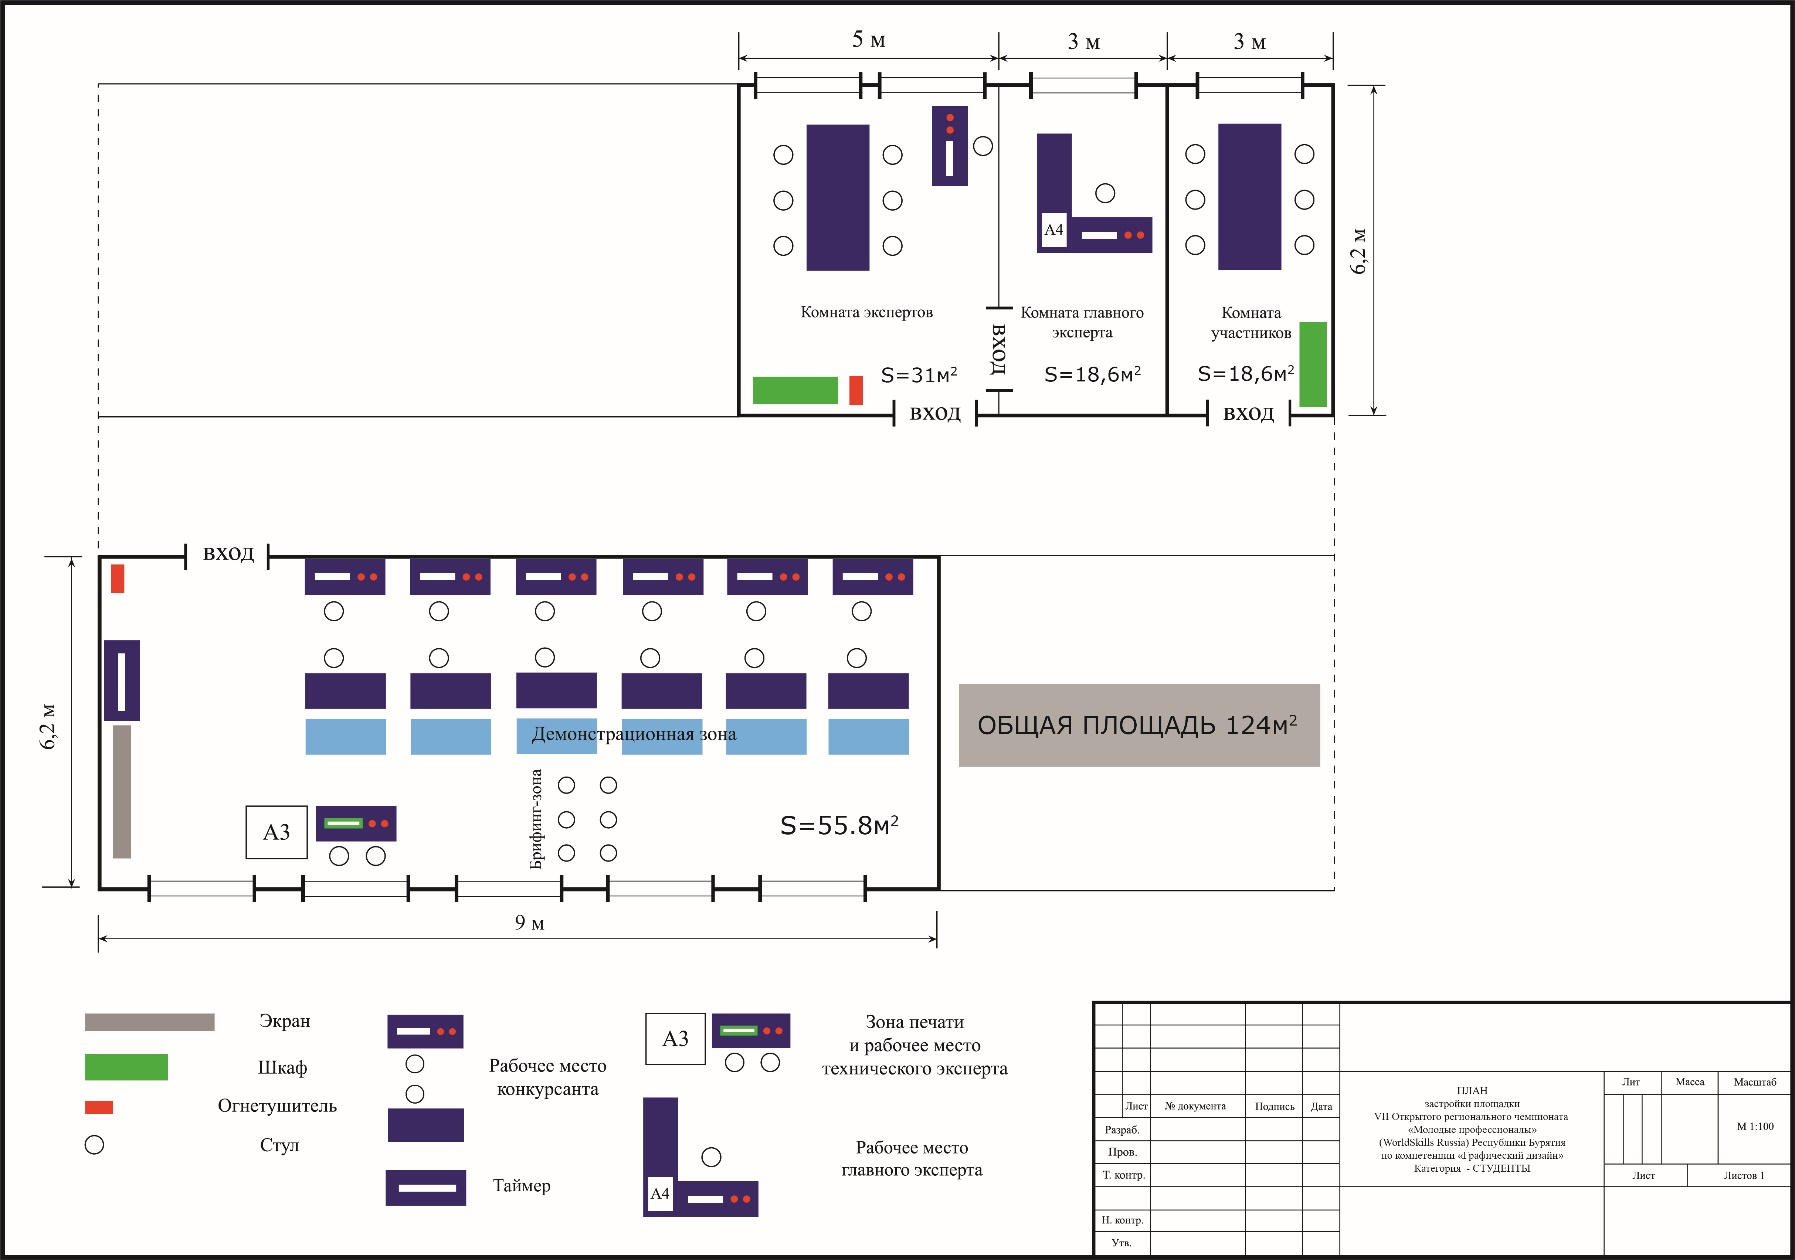 5 м
3 м
3 м
6,2 м
А4
Комната экспертов
Комната главного
эксперта
Комната
участников
ВХОД
S=31м²
S=18,6м²
S=18,6м²
ВХОД
ВХОД
ВХОД
6,2 м
Демонстрационная зона
ОБЩАЯ ПЛОЩАДЬ 124м²
Брифинг-зона
А3
S=55.8м²
9 м
Экран
Шкаф
Огнетушитель
Стул
Рабочее место
конкурсанта
Таймер
А3
Зона печати
и рабочее место
технического эксперта
А4
Рабочее место
главного эксперта
Лист
№ документа
Подпись
Дата
Разраб.
Пров.
Т. контр.
Н. контр.
Утв.
ПЛАН
застройки площадки
VII Открытого регионального чемпионата
«Молодые профессионалы»
(WorldSkills Russia) Республики Бурятия
по компетенции «Графический дизайн»
Категория - СТУДЕНТЫ
Лит
Масса
Масштаб
М 1:100
Лист
Листов 1